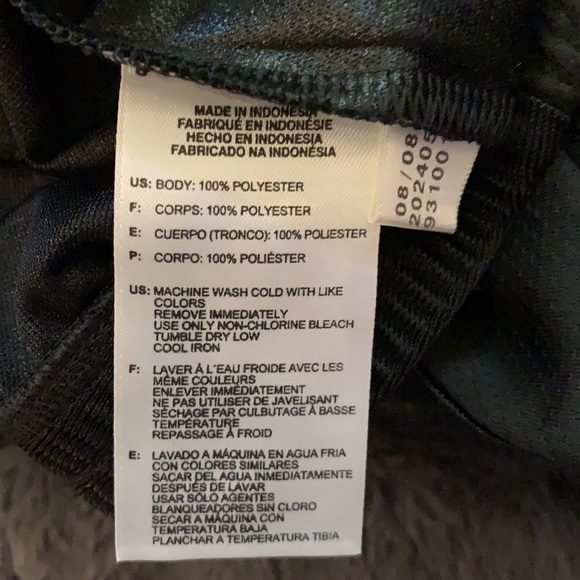 MADE IN INDONESIA
FABRIQUÉ EN INDONÉSIE
HECHO EN INDONESIA
FABRICADO NA INDONÉSIA
US: BODY: 100% POLYESTER
F: CORPS: 100% POLYESTER
E: CUERPO (TRONCO): 100% POLIESTER
P: CORPO: 100% POLIÉSTER
US: MACHINE WASH COLD WITH LIKE
COLORS
REMOVE IMMEDIATELY
USE ONLY NON-CHLORINE BLEACH
TUMBLE DRY LOW
COOL IRON
F: LAVER À L'EAU FROIDE AVEC LES
MÊME COULEURS
ENLEVER IMMÉDIATEMENT
NE PAS UTILISER DE JAVELISANT
SÉCHAGE PAR CULBUTAGE À BASSE
TEMPÉRATURE
REPASSAGE À FROID
E: LAVADO A MÁQUINA EN AGUA FRIA
CON COLORES SIMILARES
SACAR DEL AGUA INMEDIATAMENTE
DESPUÉS DE LAVAR
USAR SÓLO AGENTES
BLANQUEADORES SIN CLORO
SECAR A MÁQUINA CON
TEMPERATURA BAJA
PLANCHAR A TEMPERATURA TIBIA
08/08
202405
93100